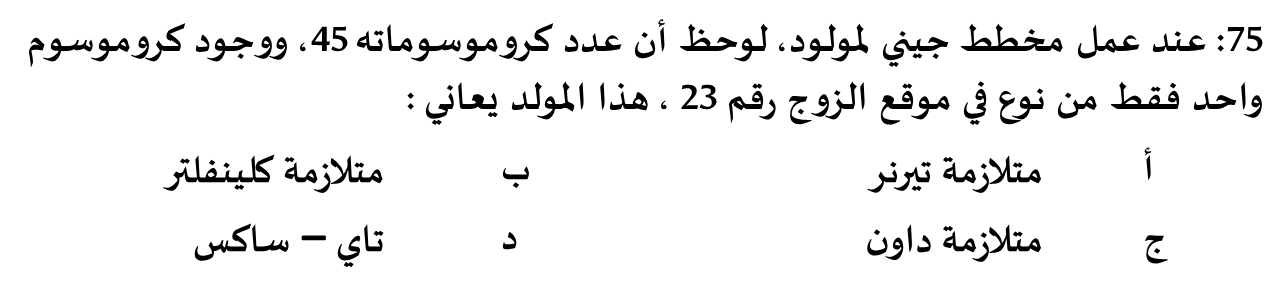 75: عند عمل مخطط جيني لمولود، لوحظ أن عدد كروموسوماته 45، ووجود كروموسوم
واحد فقط من نوع في موقع الزوج رقم 23 ، هذا المولد يعاني :
أ متلازمة تيرنر ب متلازمة كلينفلتر
ج متلازمة داون د تاي – ساكس